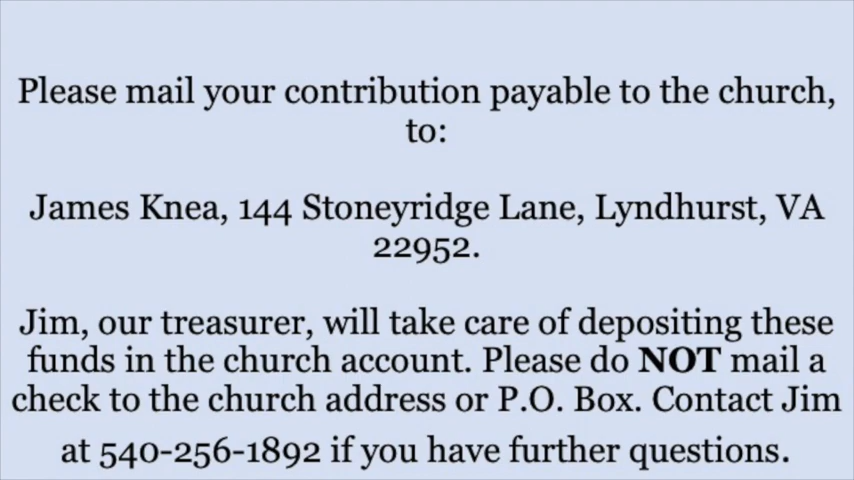 Please mail your contribution payable to the church,
to:
James Knea, 144 Stoneyridge Lane, Lyndhurst, VA
22952.
Jim, our treasurer, will take care of depositing these
funds in the church account. Please do NOT mail a
check to the church address or P.O. Box. Contact Jim
at 540-256-1892 if you have further questions.